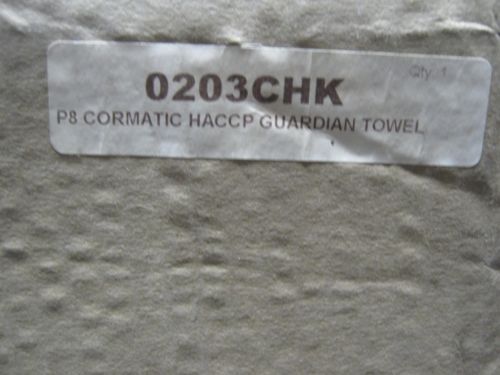 Qty: 1
0203CHK
P8 CORMATIC HACCP GUARDIAN TOWEL